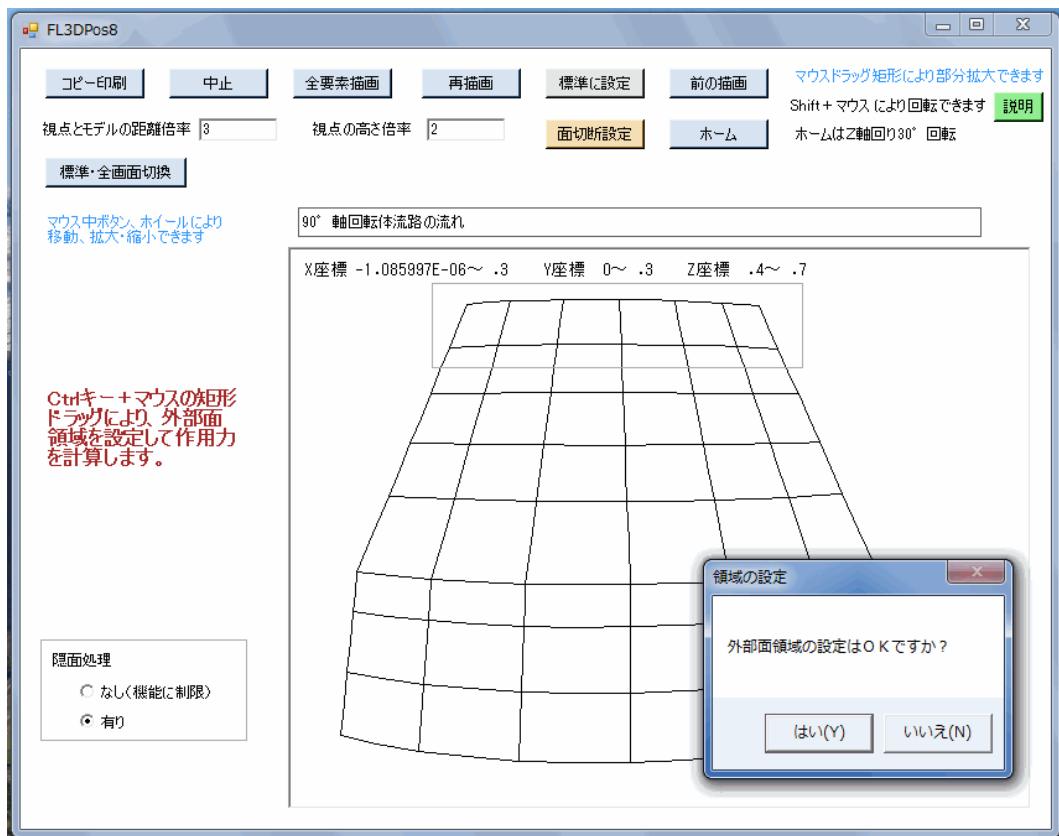 FL3DPos8
コピー印刷
中止
全要素描画
再描画
標準に設定
前の描画
マウスドラッグ矩形により部分拡大できます
Shift+マウス により回転できます
説明
視点とモデルの距離倍率 3
視点の高さ倍率 2
面切断設定
ホーム
ホームはZ軸回り30° 回転
標準・全画面切換
マウス中ボタン、ホイールにより
移動、拡大・縮小できます
90° 軸回転体流路の流れ
X座標 -1.085997E-06～ .3 Y座標 0～ .3 Z座標 .4～ .7
Ctrlキー+マウスの矩形
ドラッグにより、外部面
領域を設定して作用力
を計算します。
領域の設定
外部面領域の設定はＯＫですか？
はい(Y)
いいえ(N)
隠面処理
なし(機能に制限)
有り